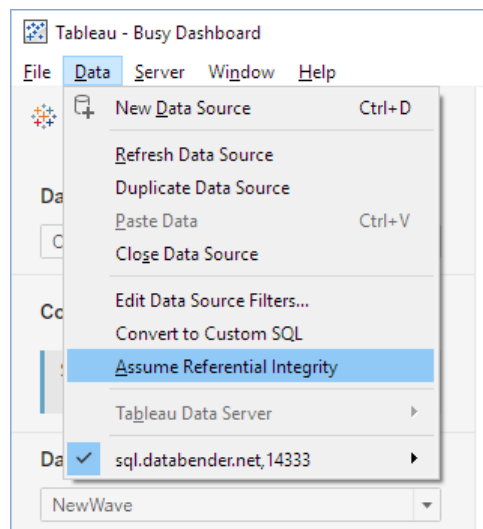 Tableau - Busy Dashboard
File Data Server Window Help
New Data Source Ctrl+D
Refresh Data Source
Duplicate Data Source
Da
Paste Data Ctrl+V
Close Data Source
Edit Data Source Filters...
Co
Convert to Custom SQL
Assume Referential Integrity
Tableau Data Server
Da sql.databender.net,14333
NewWave